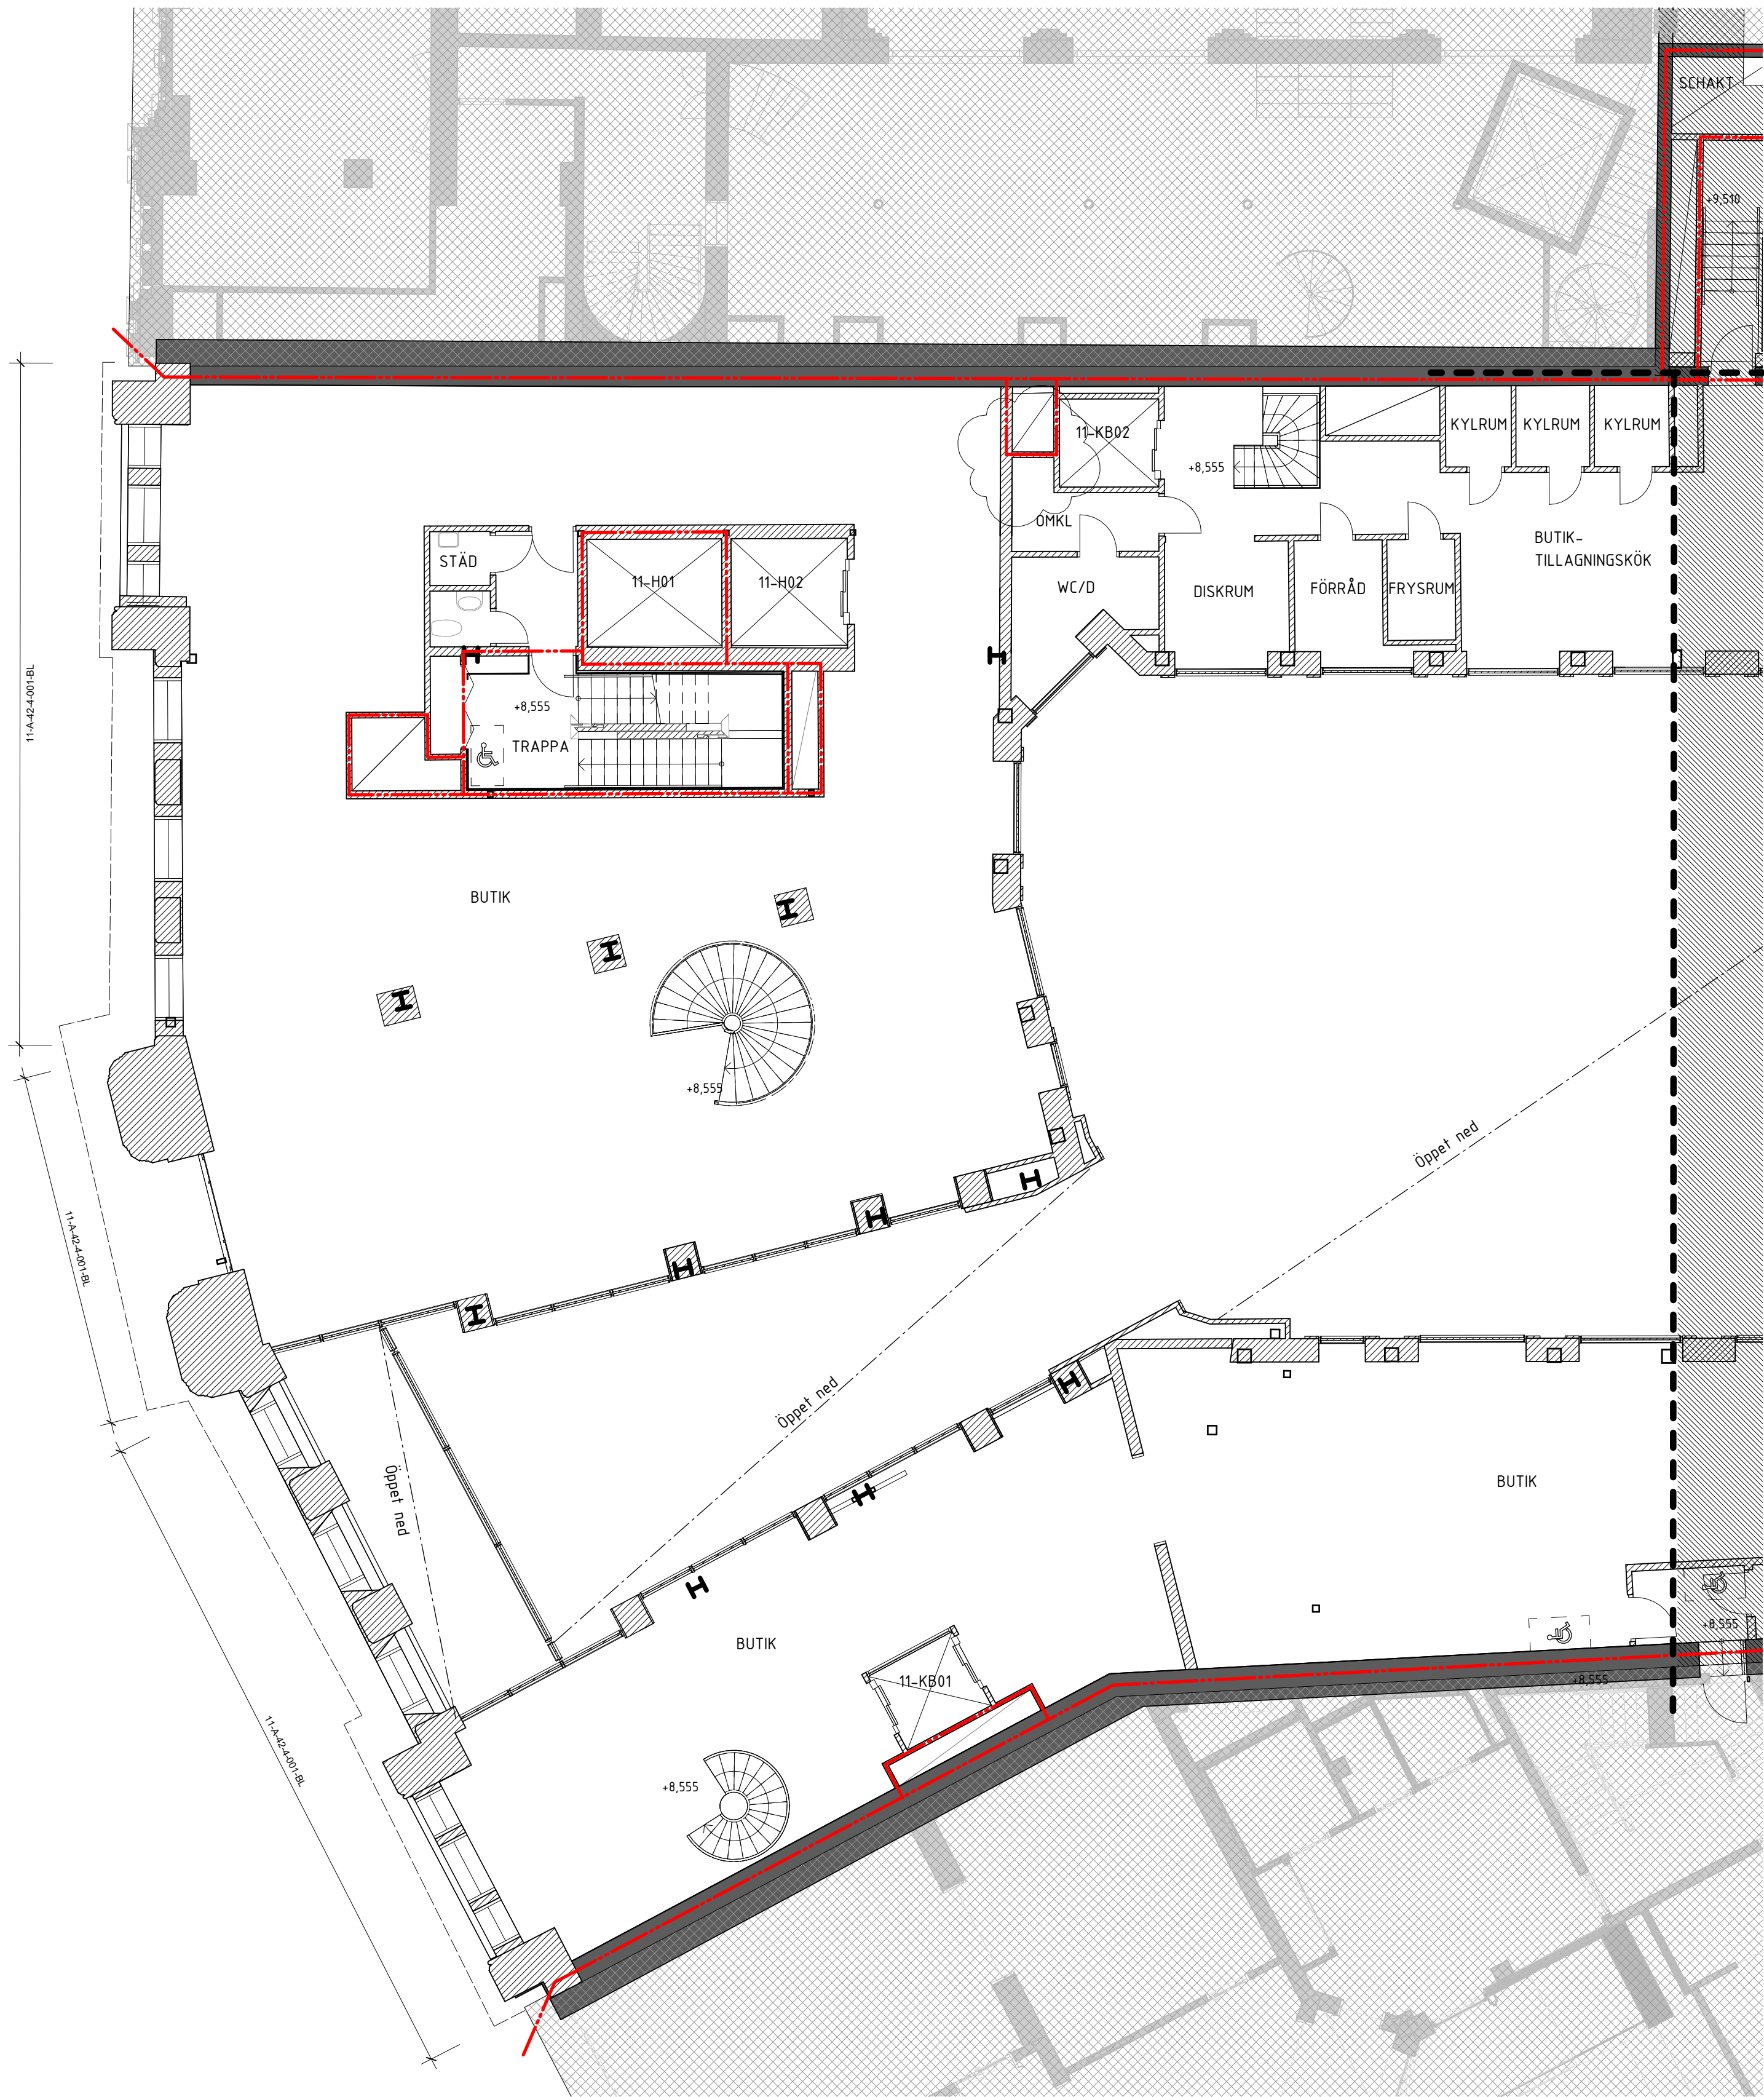 SCHAKT
+9,510
11-KB02
KYLRUM
KYLRUM
KYLRUM
+8,555
OMKL
STÄD
11-H01
11-H02
WC/D
DISKRUM
FÖRRÅD
FRYSRUM
BUTIK-
TILLAGNINGSKÖK
11-A-42-4-001-BL
+8,555
TRAPPA
BUTIK
+8,555
Öppet ned
11-A-42-4-001-BL
Öppet ned
Öppet ned
BUTIK
BUTIK
11-KB01
+8,555
+8,555
11-A-42-4-001-BL
+8,555